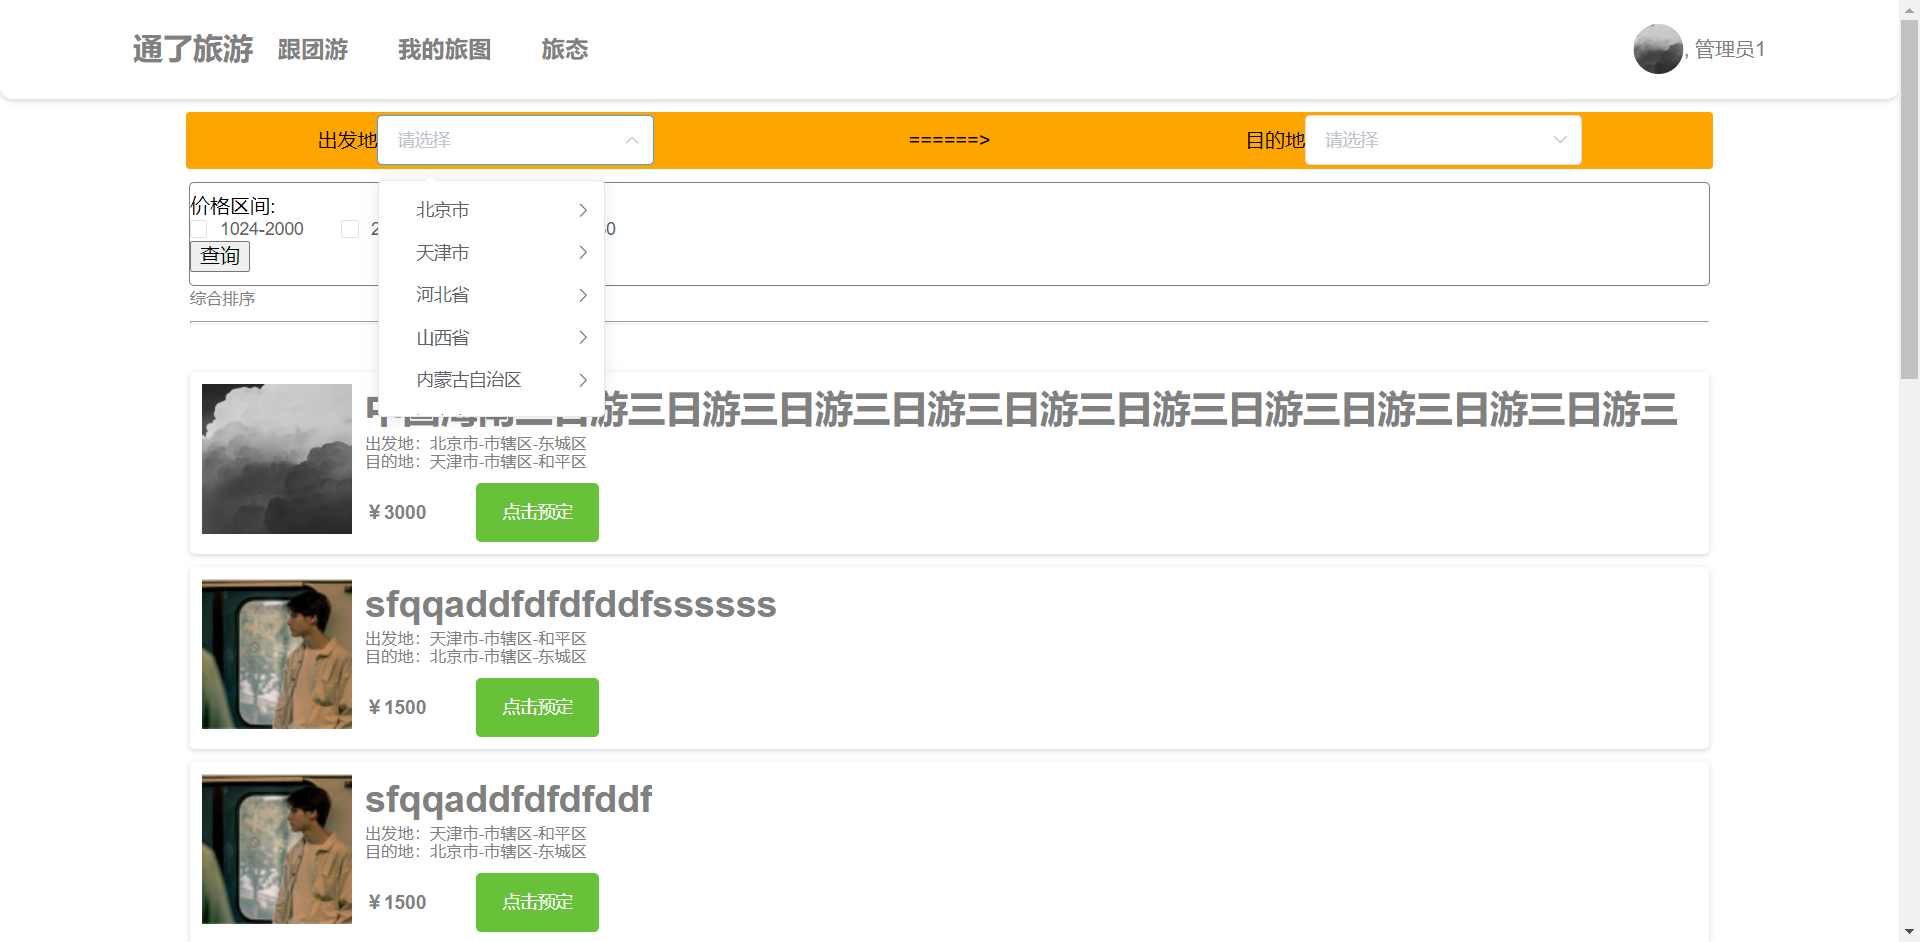 通了旅游 跟团游 我的旅图 旅态 , 管理员1
出发地 请选择 ======> 目的地 请选择
价格区间:
1024-2000
查询
综合排序
北京市
天津市
河北省
山西省
内蒙古自治区
游三日游三日游三日游三日游三日游三日游三日游三日游三日游三
出发地：北京市-市辖区-东城区
目的地：天津市-市辖区-和平区
￥3000 点击预定
sfqqaddfdfdfddfssssss
出发地：天津市-市辖区-和平区
目的地：北京市-市辖区-东城区
￥1500 点击预定
sfqqaddfdfdfddf
出发地：天津市-市辖区-和平区
目的地：北京市-市辖区-东城区
￥1500 点击预定